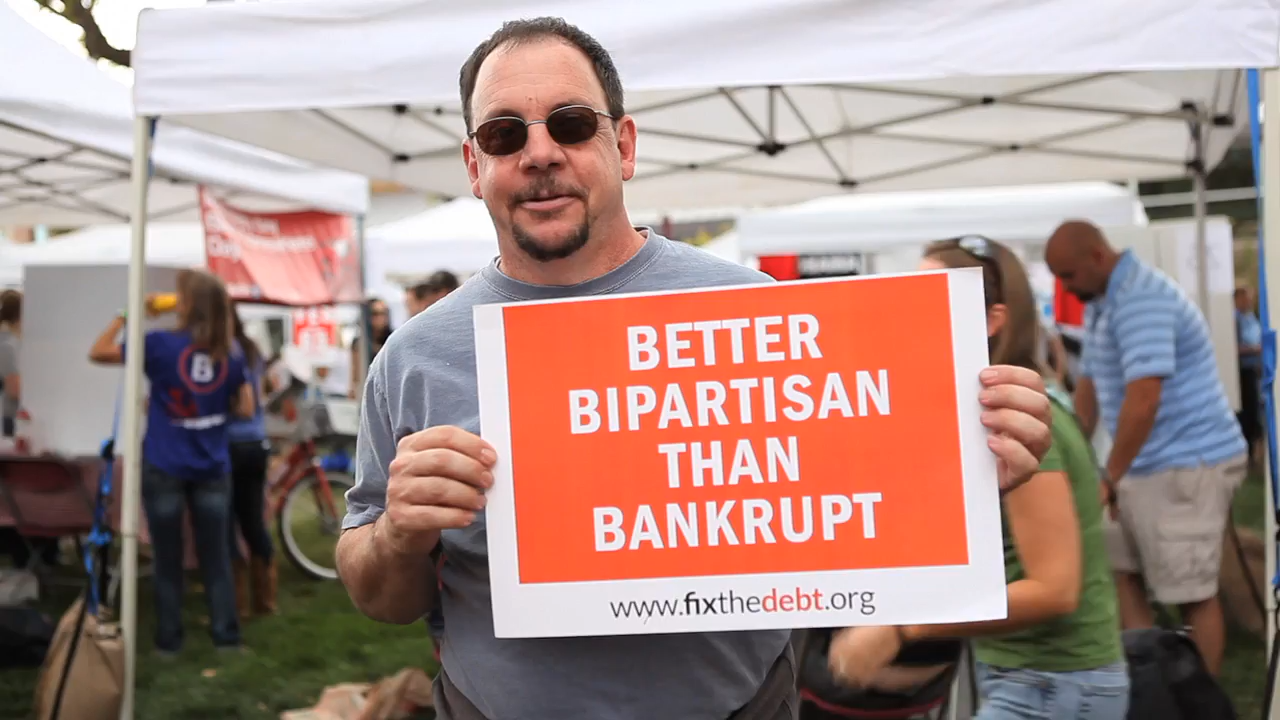 BETTER
BIPARTISAN
THAN
BANKRUPT
www.fixthedebt.org
B